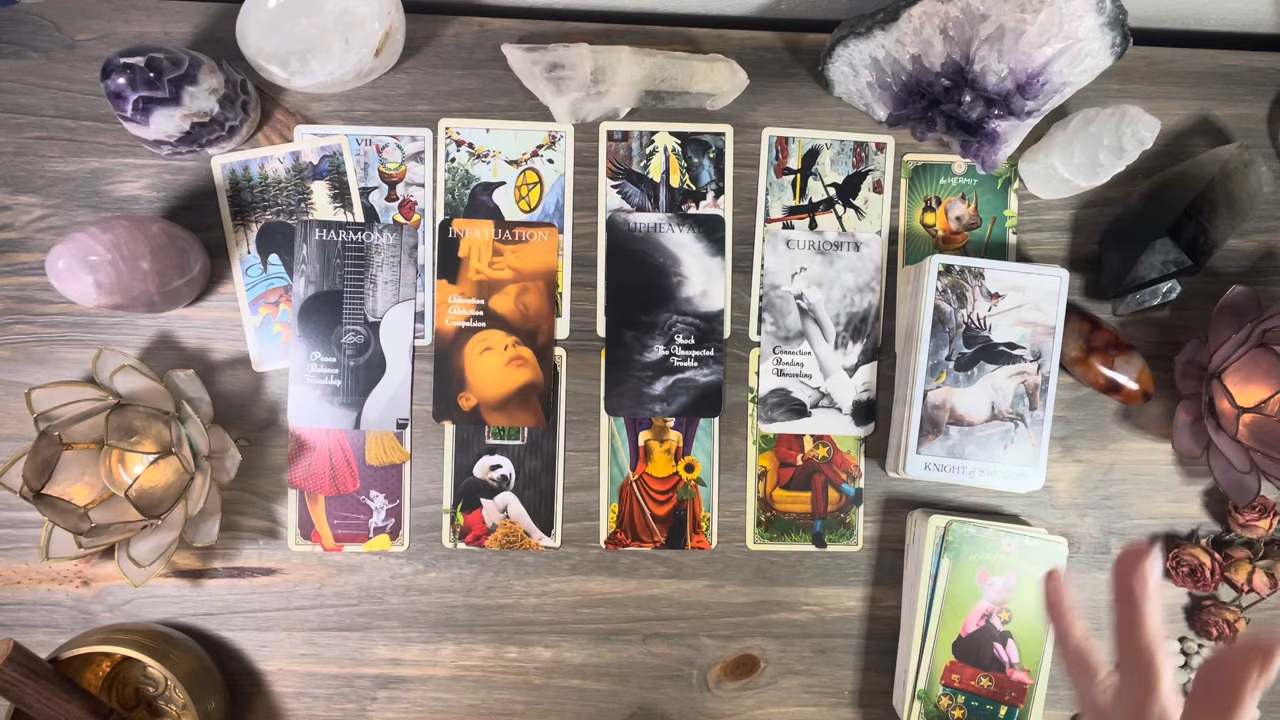 V
VII
V
the HERMIT
HARMONY
Peace
Balance
Friendship
INFATUATION
Adoration
Addiction
Compulsion
UPHEAVAL
Shock
The Unexpected
Trouble
CURIOSITY
Connection
Bonding
Unraveling
KNIGHT of SWORDS